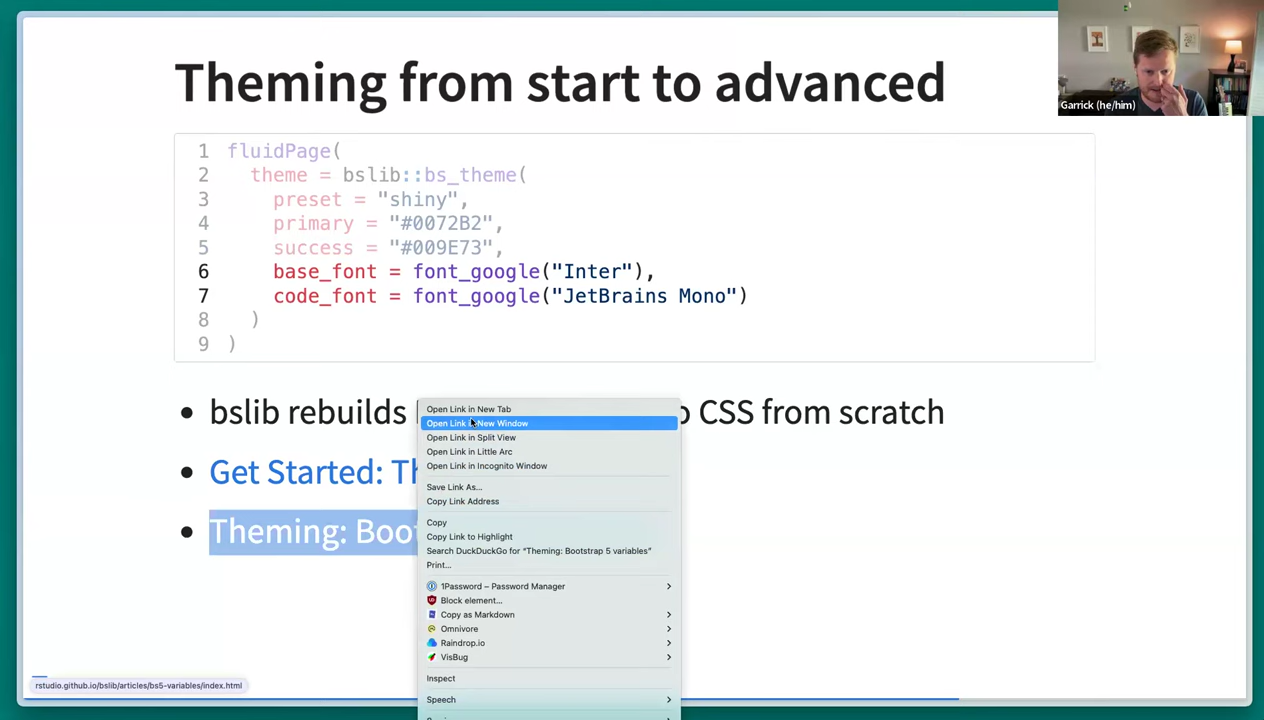 Theming from start to advanced
Garrick (he/him)
1 fluidPage(
2 theme = bslib::bs_theme(
3 preset = "shiny",
4 primary = "#0072B2",
5 success = "#009E73",
6 base_font = font_google("Inter"),
7 code_font = font_google("JetBrains Mono")
8 )
9 )
• bslib rebuilds CSS from scratch
• Get Started:
• Theming:
Open Link in New Tab
Open Link in New Window
Open Link in Split View
Open Link in Little Arc
Open Link in Incognito Window
Save Link As...
Copy Link Address
Copy
Copy Link to Highlight
Search DuckDuckGo for “Theming: Bootstrap 5 variables”
Print...
1Password – Password Manager
Block element...
Copy as Markdown
Omnivore
Raindrop.io
VisBug
Inspect
Speech
rstudio.github.io/bslib/articles/bs5-variables/index.html